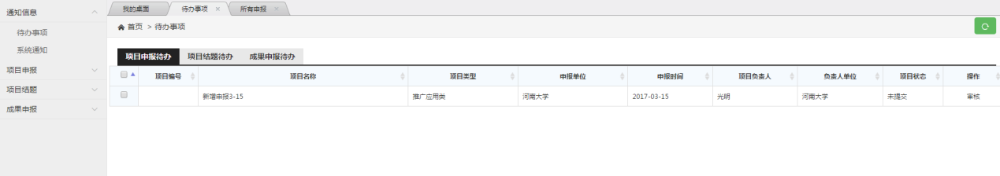 我的桌面 待办事项 × 所有申报 ×
首页 > 待办事项
通知信息
待办事项
系统通知
项目申报
项目结题
成果申报
项目申报待办 项目结题待办 成果申报待办
项目编号 项目名称 项目类型 申报单位 申报时间 项目负责人 负责人单位 项目状态 操作
新增申报3-15 推广应用类 河南大学 2017-03-15 光明 河南大学 未提交 审核